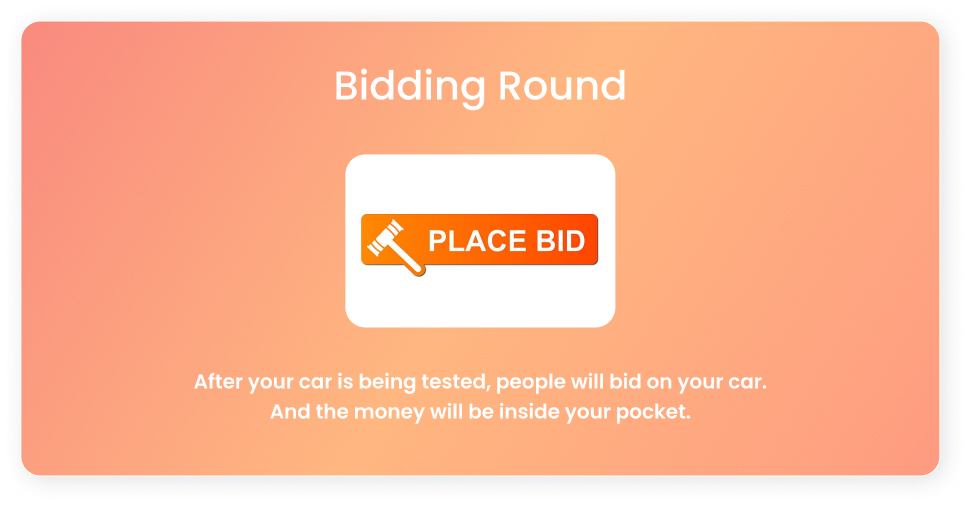 Bidding Round
PLACE BID
After your car is being tested, people will bid on your car.
And the money will be inside your pocket.